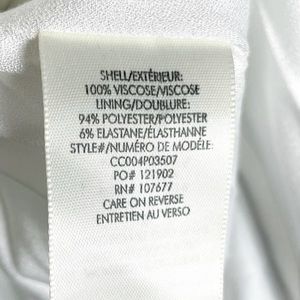 SHELL/EXTÉRIEUR:
100% VISCOSE/VISCOSE
LINING/DOUBLURE:
94% POLYESTER/POLYESTER
6% ELASTANE/ÉLASTHANNE
STYLE#/NUMÉRO DE MODÉLE:
CC004P03507
PO# 121902
RN# 107677
CARE ON REVERSE
ENTRETIEN AU VERSO